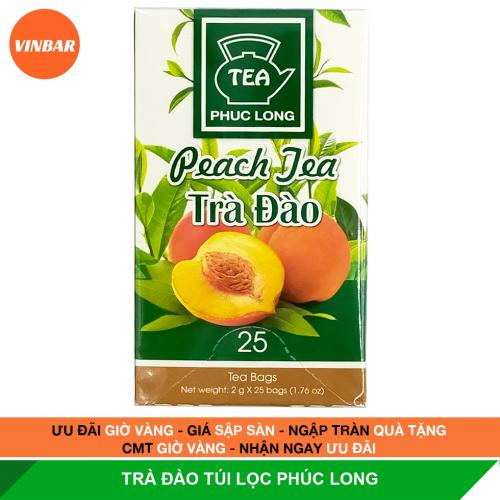 VINBAR
TEA
PHUC LONG
Peach Tea
Trà Đào
25
Tea Bags
Net weight: 2 g X 25 bags (1.76 oz)
ƯU ĐÃI GIỜ VÀNG - GIÁ SẬP SÀN - NGẬP TRÀN QUÀ TẶNG
CMT GIỜ VÀNG - NHẬN NGAY ƯU ĐÃI
TRÀ ĐÀO TÚI LỌC PHÚC LONG